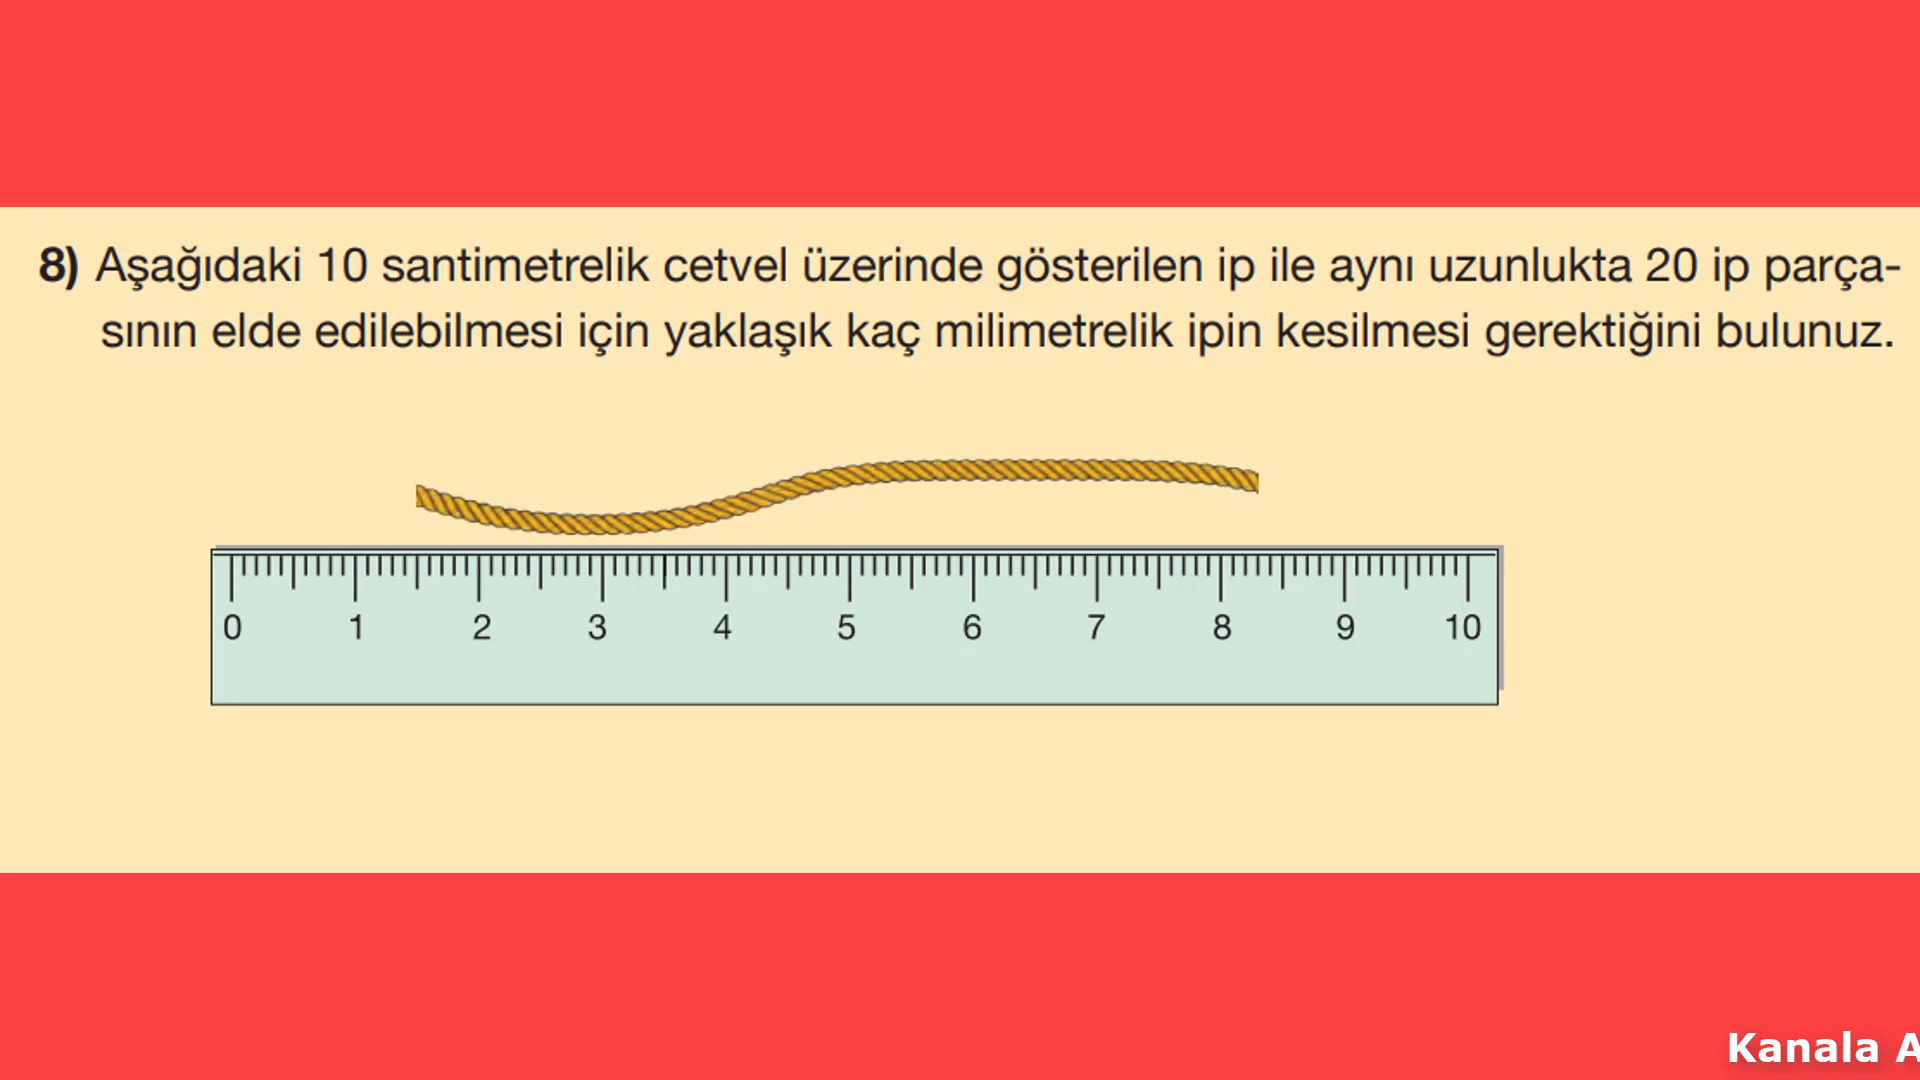 8) Aşağıdaki 10 santimetrelik cetvel üzerinde gösterilen ip ile aynı uzunlukta 20 ip parça-
sının elde edilebilmesi için yaklaşık kaç milimetrelik ipin kesilmesi gerektiğini bulunuz.
0 1 2 3 4 5 6 7 8 9 10
Kanala A